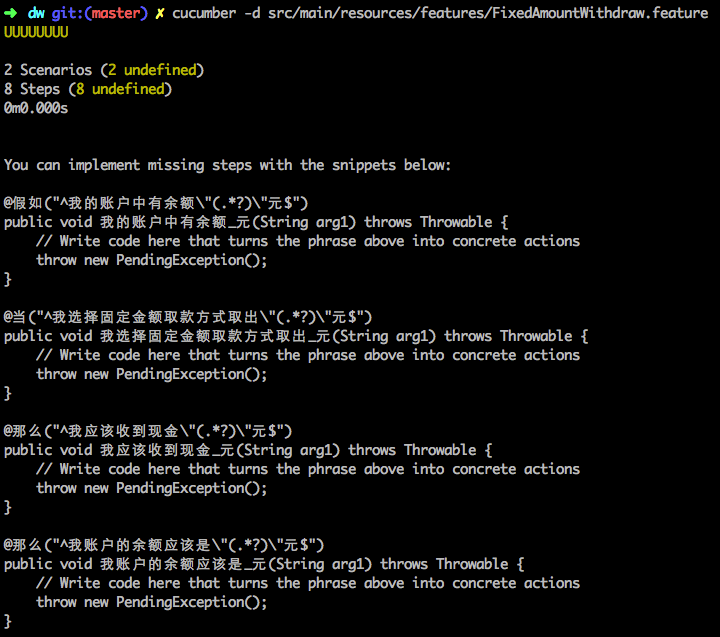 ➜ dw git:(master) ✗ cucumber -d src/main/resources/features/FixedAmountWithdraw.feature
UUUUUUUU
2 Scenarios (2 undefined)
8 Steps (8 undefined)
0m0.000s
You can implement missing steps with the snippets below:
@假如("^我的账户中有余额\"(.*?)\"元$")
public void 我的账户中有余额_元(String arg1) throws Throwable {
    // Write code here that turns the phrase above into concrete actions
    throw new PendingException();
}
@当("^我选择固定金额取款方式取出\"(.*?)\"元$")
public void 我选择固定金额取款方式取出_元(String arg1) throws Throwable {
    // Write code here that turns the phrase above into concrete actions
    throw new PendingException();
}
@那么("^我应该收到现金\"(.*?)\"元$")
public void 我应该收到现金_元(String arg1) throws Throwable {
    // Write code here that turns the phrase above into concrete actions
    throw new PendingException();
}
@那么("^我账户的余额应该是\"(.*?)\"元$")
public void 我账户的余额应该是_元(String arg1) throws Throwable {
    // Write code here that turns the phrase above into concrete actions
    throw new PendingException();
}